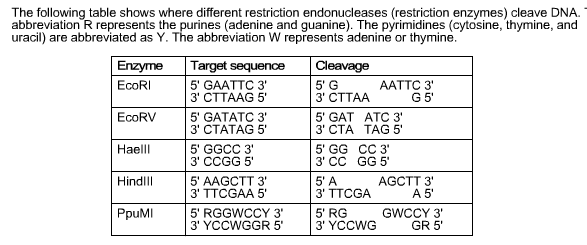 The following table shows where different restriction endonucleases (restriction enzymes) cleave DNA.
abbreviation R represents the purines (adenine and guanine). The pyrimidines (cytosine, thymine, and
uracil) are abbreviated as Y. The abbreviation W represents adenine or thymine.
Enzyme Target sequence Cleavage
EcoRI 5' GAATTC 3' 5' G AATTC 3'
3' CTTAAG 5' 3' CTTAA G 5'
EcoRV 5' GATATC 3' 5' GAT ATC 3'
3' CTATAG 5' 3' CTA TAG 5'
HaeIII 5' GGCC 3' 5' GG CC 3'
3' CCGG 5' 3' CC GG 5'
HindIII 5' AAGCTT 3' 5' A AGCTT 3'
3' TTCGAA 5' 3' TTCGA A 5'
PpuMI 5' RGGWCCY 3' 5' RG GWCCY 3'
3' YCCWGGR 5' 3' YCCWG GR 5'